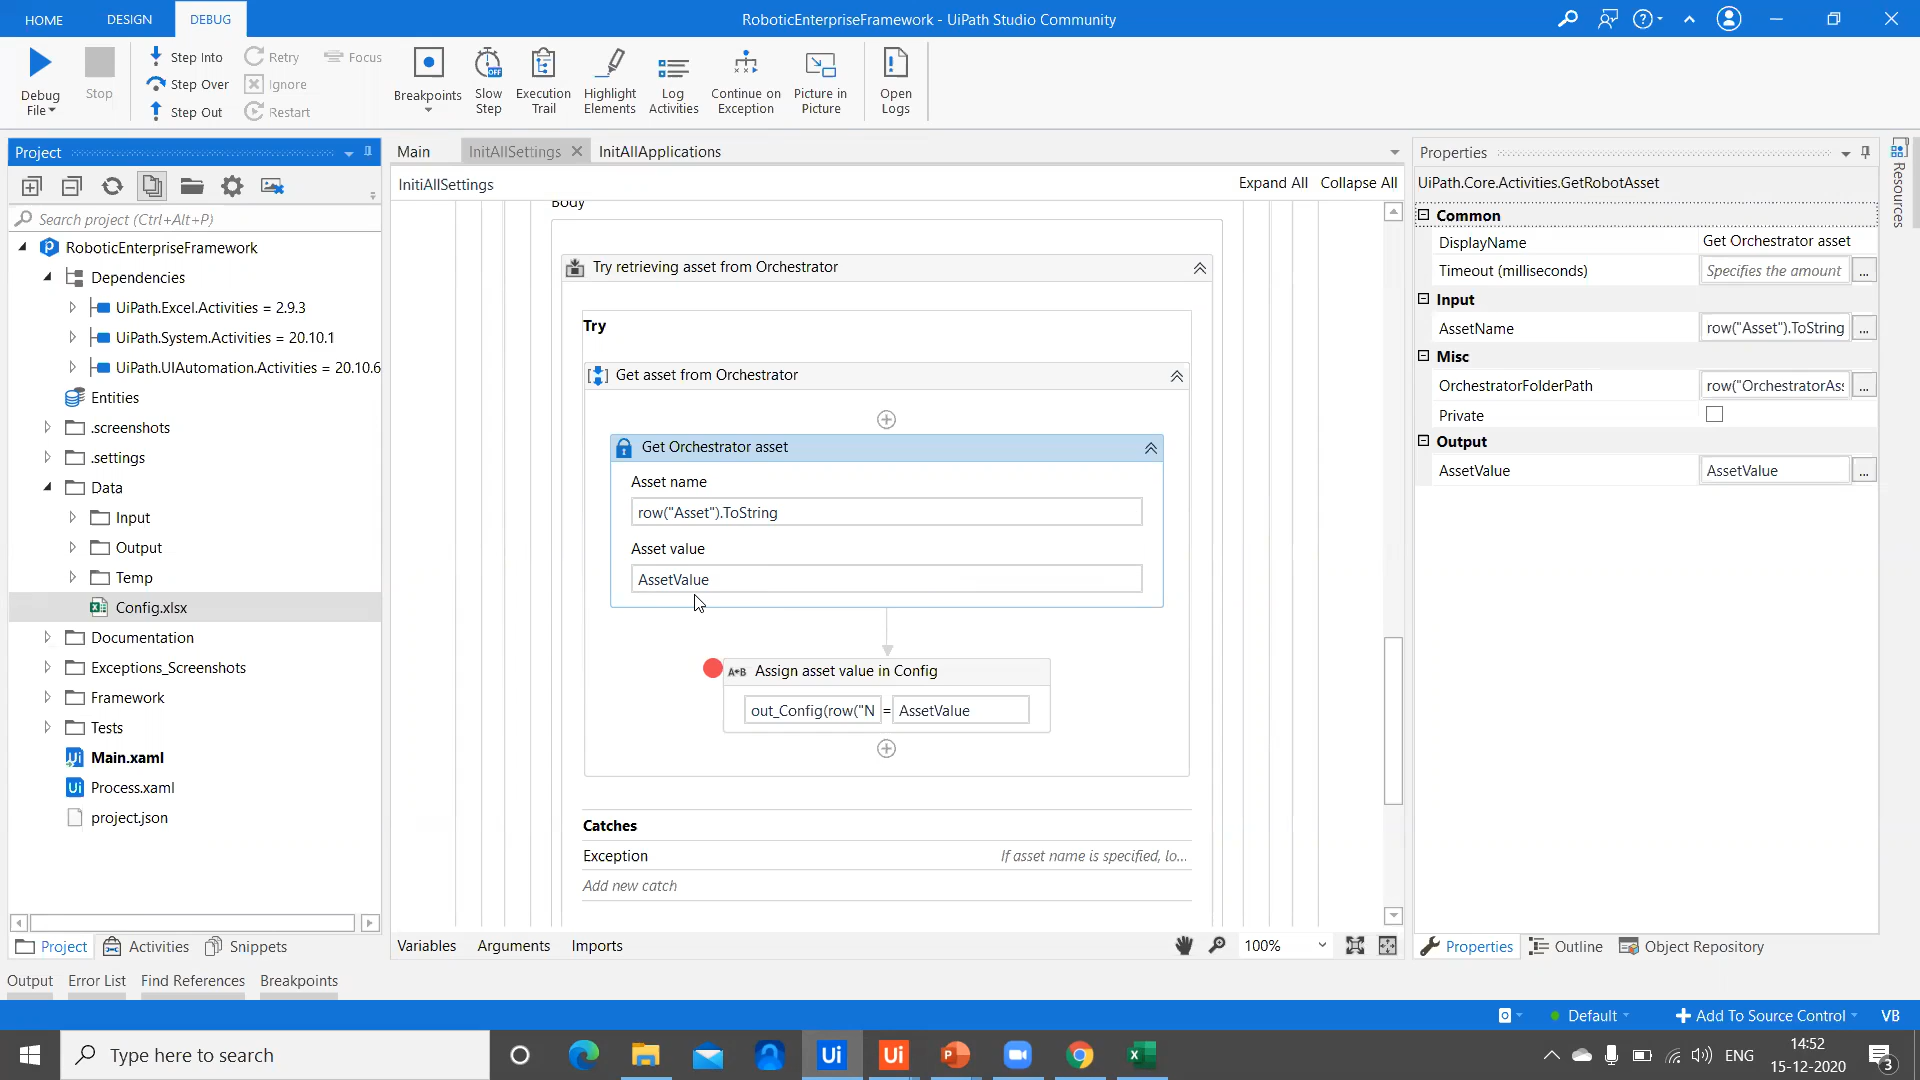 HOME DESIGN DEBUG RoboticEnterpriseFramework - UiPath Studio Community
Debug File Stop
Step Into
Step Over
Step Out
Retry
Ignore
Restart
Focus
Breakpoints
Slow Step
Execution Trail
Highlight Elements
Log Activities
Continue on Exception
Picture in Picture
Open Logs
Project
Search project (Ctrl+Alt+P)
RoboticEnterpriseFramework
Dependencies
UiPath.Excel.Activities = 2.9.3
UiPath.System.Activities = 20.10.1
UiPath.UIAutomation.Activities = 20.10.6
Entities
.screenshots
.settings
Data
Input
Output
Temp
Config.xlsx
Documentation
Exceptions_Screenshots
Framework
Tests
Main.xaml
Process.xaml
project.json
Project Activities Snippets
Main InitAllSettings InitAllApplications
InitiAllSettings Expand All Collapse All
Body
Try retrieving asset from Orchestrator
Try
Get asset from Orchestrator
Get Orchestrator asset
Asset name
row("Asset").ToString
Asset value
AssetValue
Assign asset value in Config
A+B
out_Config(row("N = AssetValue
Catches
Exception If asset name is specified, lo...
Add new catch
Variables Arguments Imports 100%
Properties
UiPath.Core.Activities.GetRobotAsset
Common
DisplayName Get Orchestrator asset
Timeout (milliseconds) Specifies the amount ...
Input
AssetName row("Asset").ToString ...
Misc
OrchestratorFolderPath row("OrchestratorAs: ...
Private
Output
AssetValue AssetValue ...
Properties Outline Object Repository
Resources
Output Error List Find References Breakpoints
Default Add To Source Control VB
Type here to search
ENG
14:52
15-12-2020
3